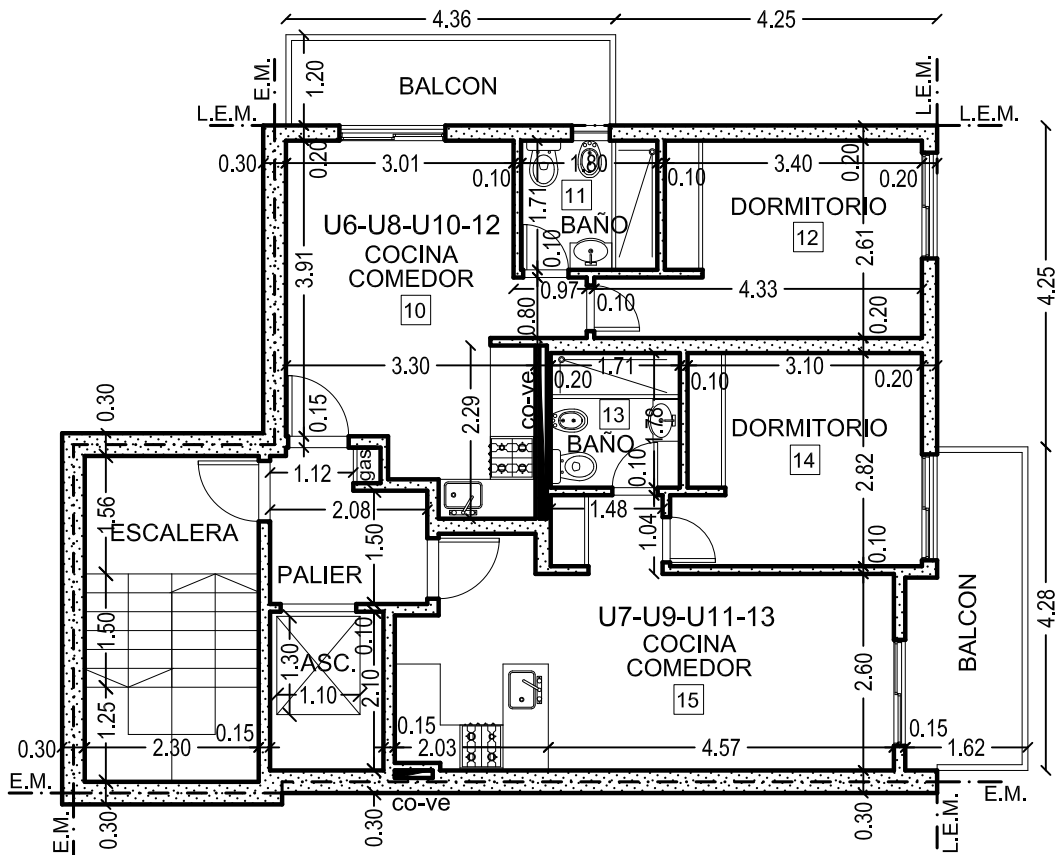 4.36
4.25
1.20
BALCON
E.M.
L.E.M.
L.E.M.
L.E.M.
0.30
0.20
3.01
0.10
1.80
0.10
3.40
0.20
0.20
11
1.71
BAÑO
0.10
DORMITORIO
12
2.61
U6-U8-U10-12
COCINA
COMEDOR
10
3.91
4.25
0.97
0.10
4.33
0.20
0.80
3.30
2.29
co-ve
0.20
1.71
0.10
3.10
0.20
13
BAÑO
1.78
0.10
DORMITORIO
14
2.82
0.10
0.30
0.15
1.12
gas
2.08
1.50
1.48
1.04
1.56
ESCALERA
PALIER
U7-U9-U11-13
COCINA
COMEDOR
15
BALCON
4.28
1.50
1.30
ASC.
0.10
2.10
1.10
2.60
1.25
0.30
2.30
0.15
0.15
2.03
4.57
0.15
1.62
E.M.
co-ve
E.M.
0.30
E.M.
0.30
0.30
L.E.M.